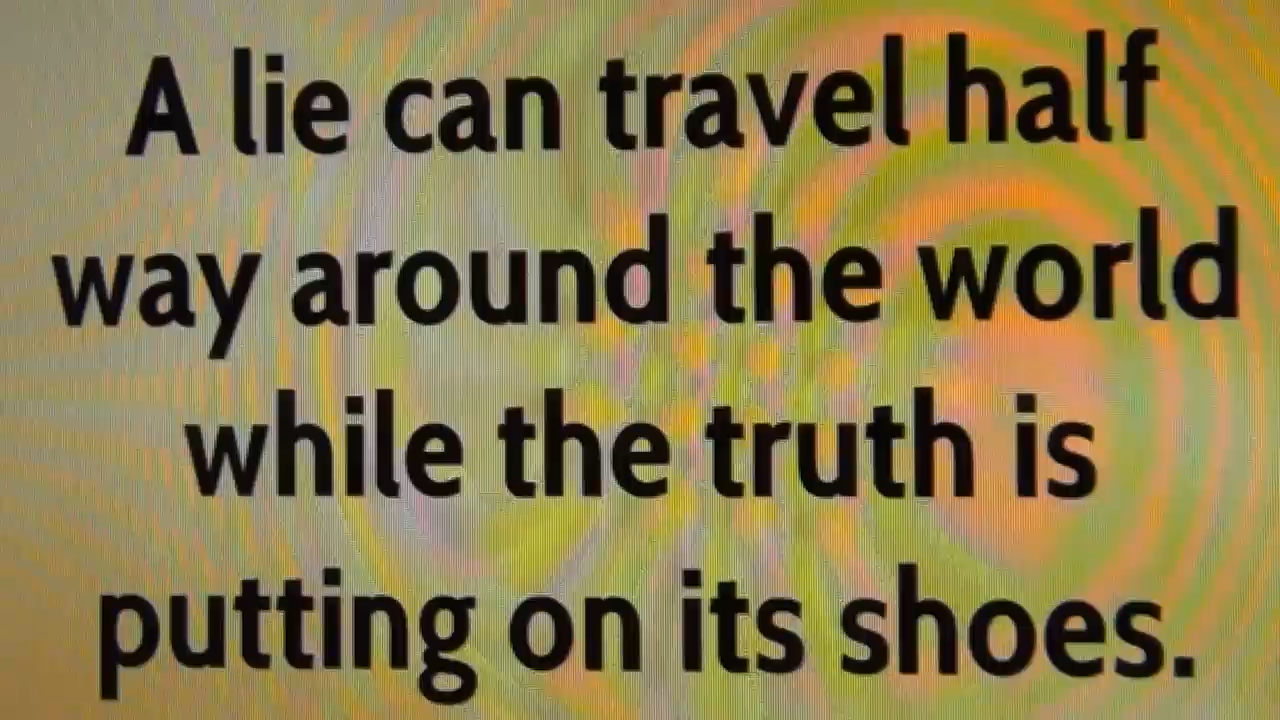 A lie can travel half
way around the world
while the truth is
putting on its shoes.